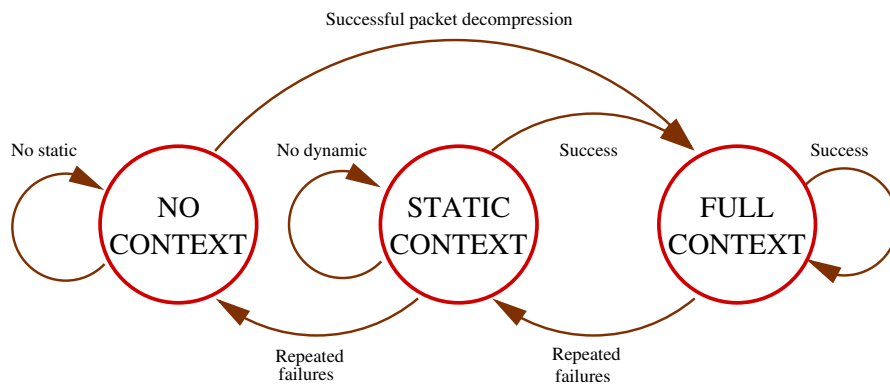 Successful packet decompression
No static
No dynamic
Success
Success
NO
CONTEXT
STATIC
CONTEXT
FULL
CONTEXT
Repeated
failures
Repeated
failures